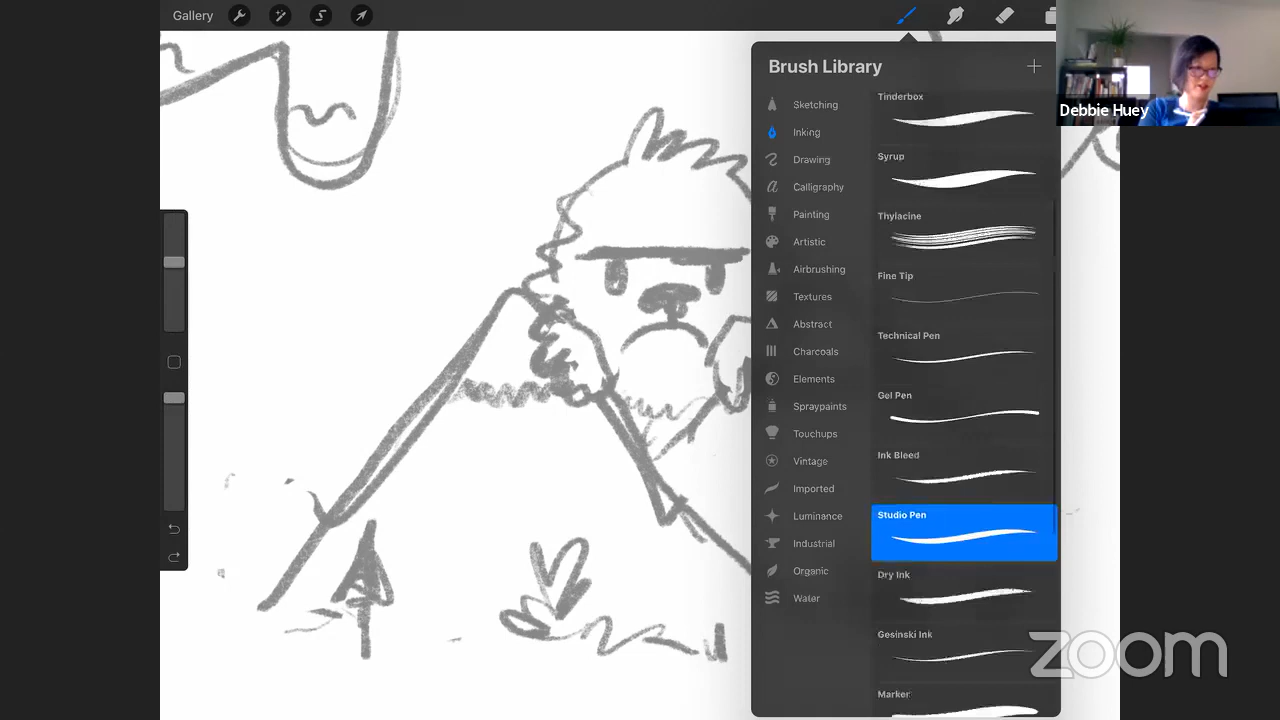 Gallery
Brush Library
Debbie Huey
Sketching
Inking
Drawing
Calligraphy
Painting
Artistic
Airbrushing
Textures
Abstract
Charcoals
Elements
Spraypaints
Touchups
Vintage
Imported
Luminance
Industrial
Organic
Water
Tinderbox
Syrup
Thylacine
Fine Tip
Technical Pen
Gel Pen
Ink Bleed
Studio Pen
Dry Ink
Gesinski Ink
Marker
zoom